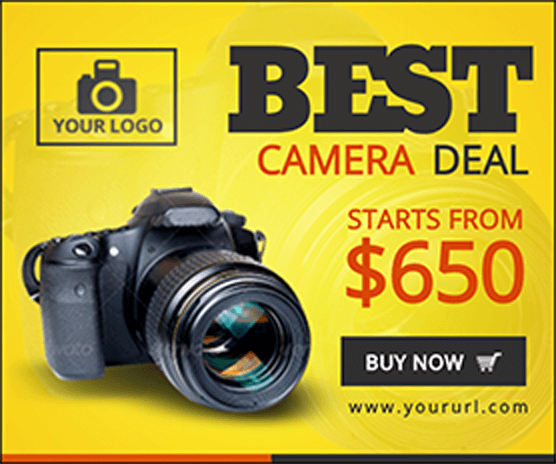 YOUR LOGO
BEST
CAMERA DEAL
STARTS FROM
$650
BUY NOW
www.yoururl.com